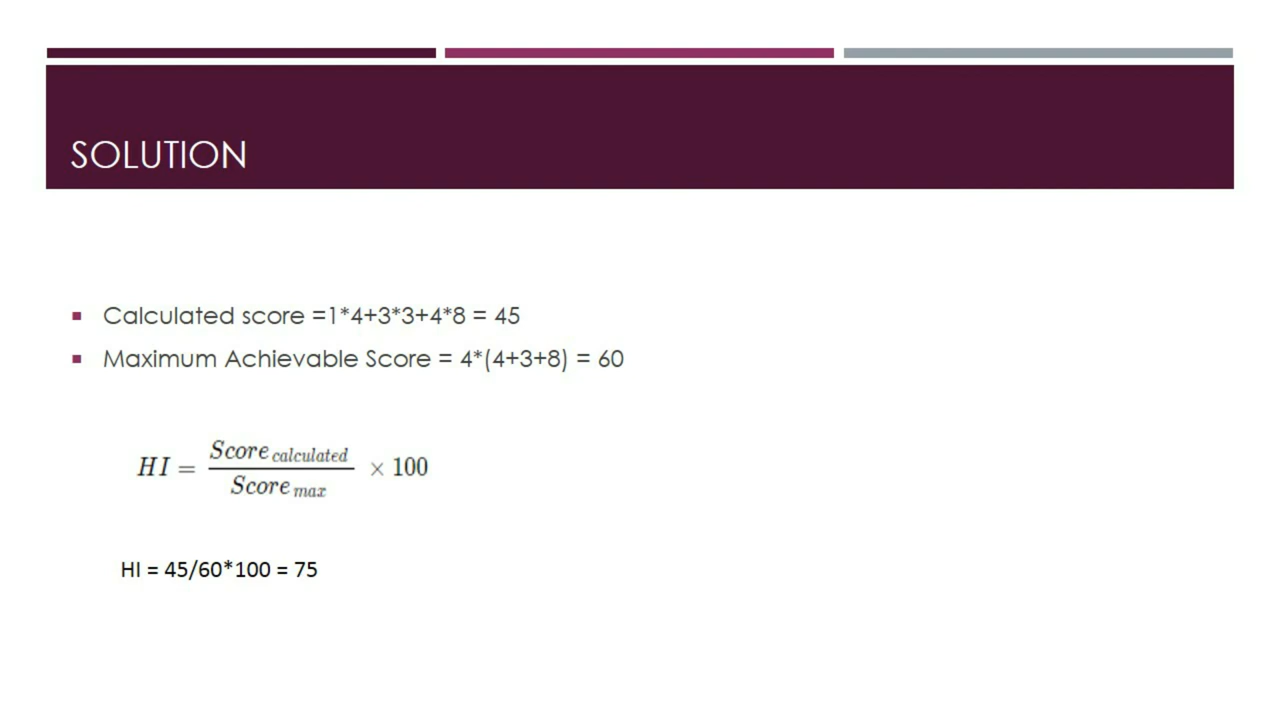 SOLUTION
Calculated score =1*4+3*3+4*8 = 45
Maximum Achievable Score = 4*(4+3+8) = 60
HI = Score calculated / Score max × 100
HI = 45/60*100 = 75